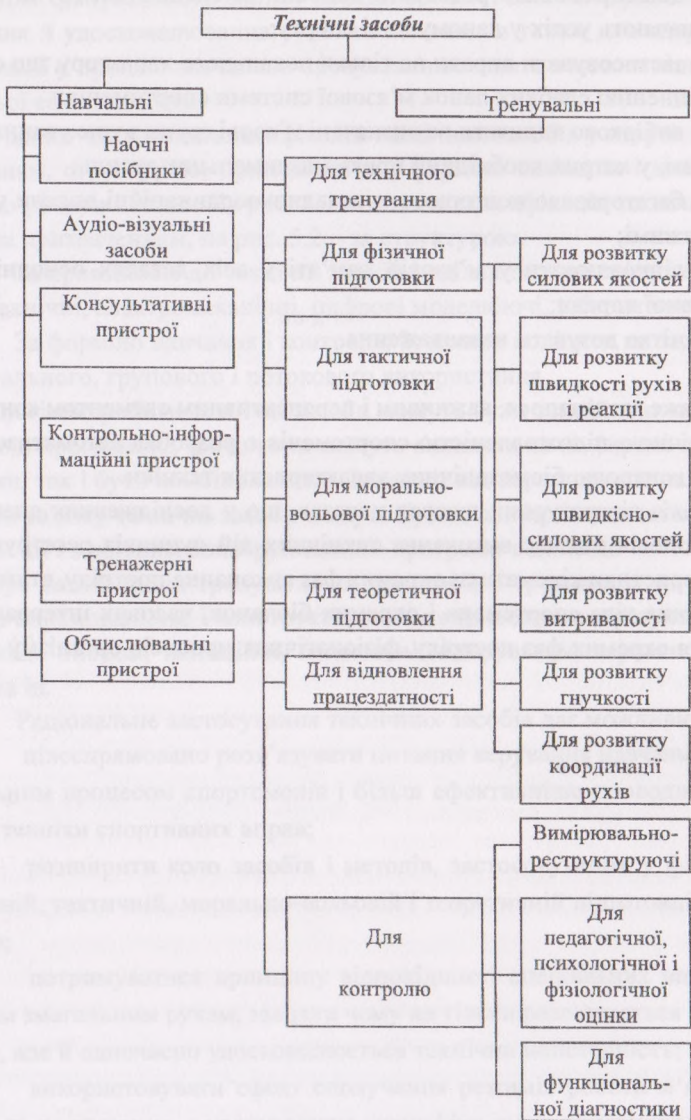 Технічні засоби
Навчальні
Наочні
посібники
Аудіо-візуальні
засоби
Консультативні
пристрої
Контрольно-інфор-
маційні пристрої
Тренажерні
пристрої
Обчислювальні
пристрої
Тренувальні
Для технічного
тренування
Для фізичної
підготовки
Для тактичної
підготовки
Для морально-
вольової підготовки
Для теоретичної
підготовки
Для відновлення
працездатності
Для
контролю
Для розвитку
силових якостей
Для розвитку
швидкості рухів
і реакції
Для розвитку
швидкісно-
силових якостей
Для розвитку
витривалості
Для розвитку
гнучкості
Для розвитку
координації
рухів
Вимірювально-
реструктуруючі
Для
педагогічної,
психологічної і
фізіологічної
оцінки
Для
функціональ-
ної діагностики